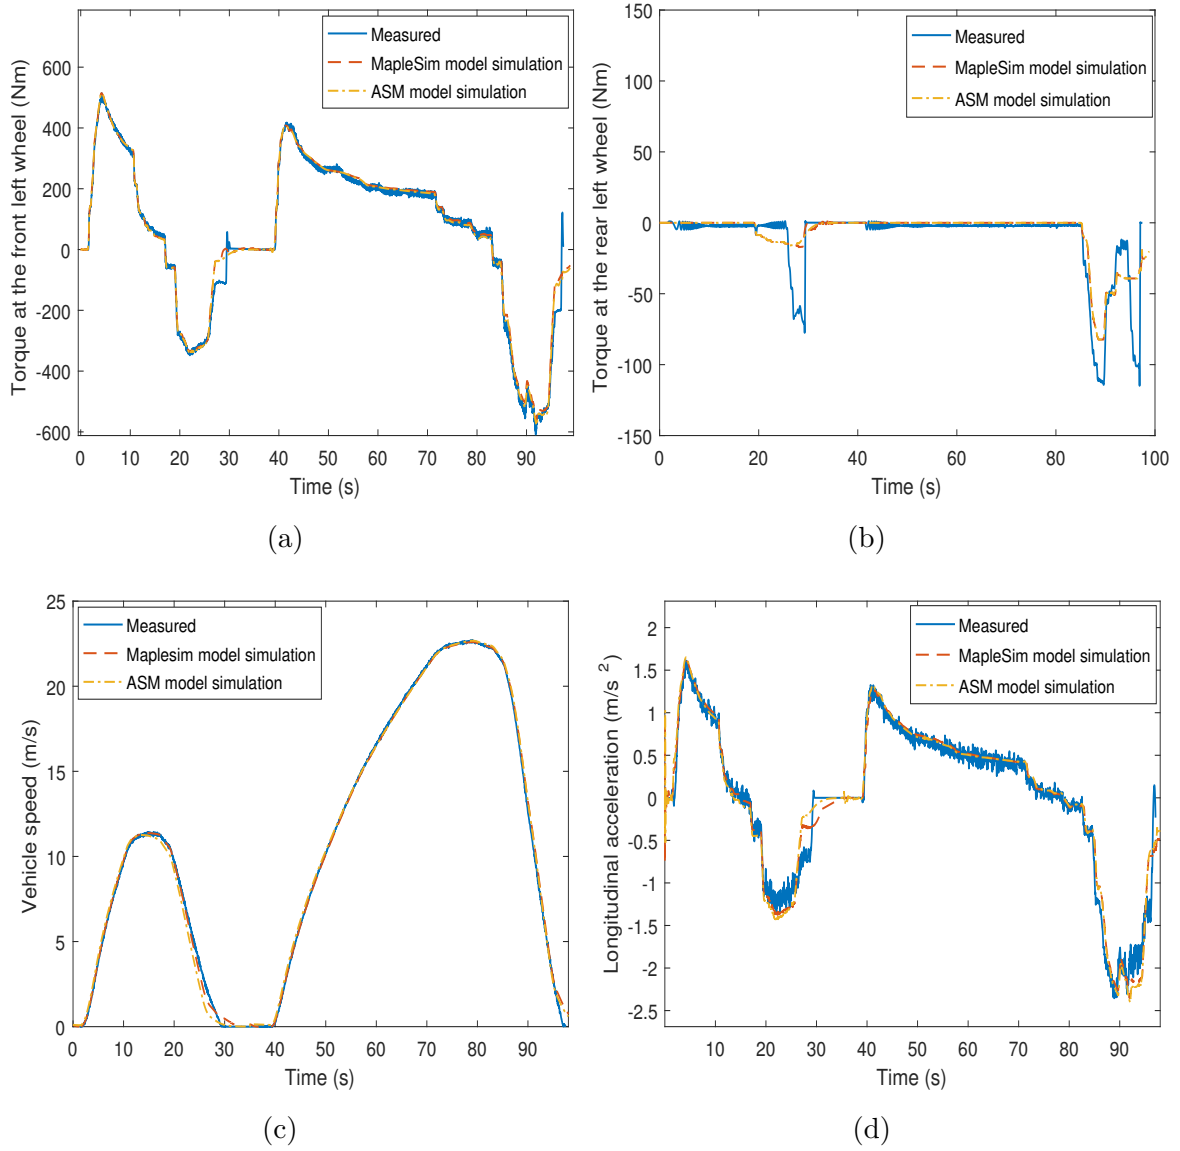 Torque at the front left wheel (Nm)
600
400
200
0
-200
-400
-600
Measured
MapleSim model simulation
ASM model simulation
0 10 20 30 40 50 60 70 80 90
Time (s)
(a)
Torque at the rear left wheel (Nm)
150
100
50
0
-50
-100
-150
Measured
MapleSim model simulation
ASM model simulation
0 20 40 60 80 100
Time (s)
(b)
Vehicle speed (m/s)
25
20
15
10
5
0
Measured
Maplesim model simulation
ASM model simulation
0 10 20 30 40 50 60 70 80 90
Time (s)
(c)
Longitudinal acceleration (m/s²)
2
1.5
1
0.5
0
-0.5
-1
-1.5
-2
-2.5
Measured
MapleSim model simulation
ASM model simulation
10 20 30 40 50 60 70 80 90
Time (s)
(d)